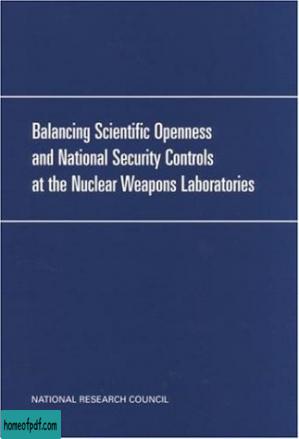 Balancing Scientific Openness
and National Security Controls
at the Nuclear Weapons Laboratories
NATIONAL RESEARCH COUNCIL
homeofpdf.com